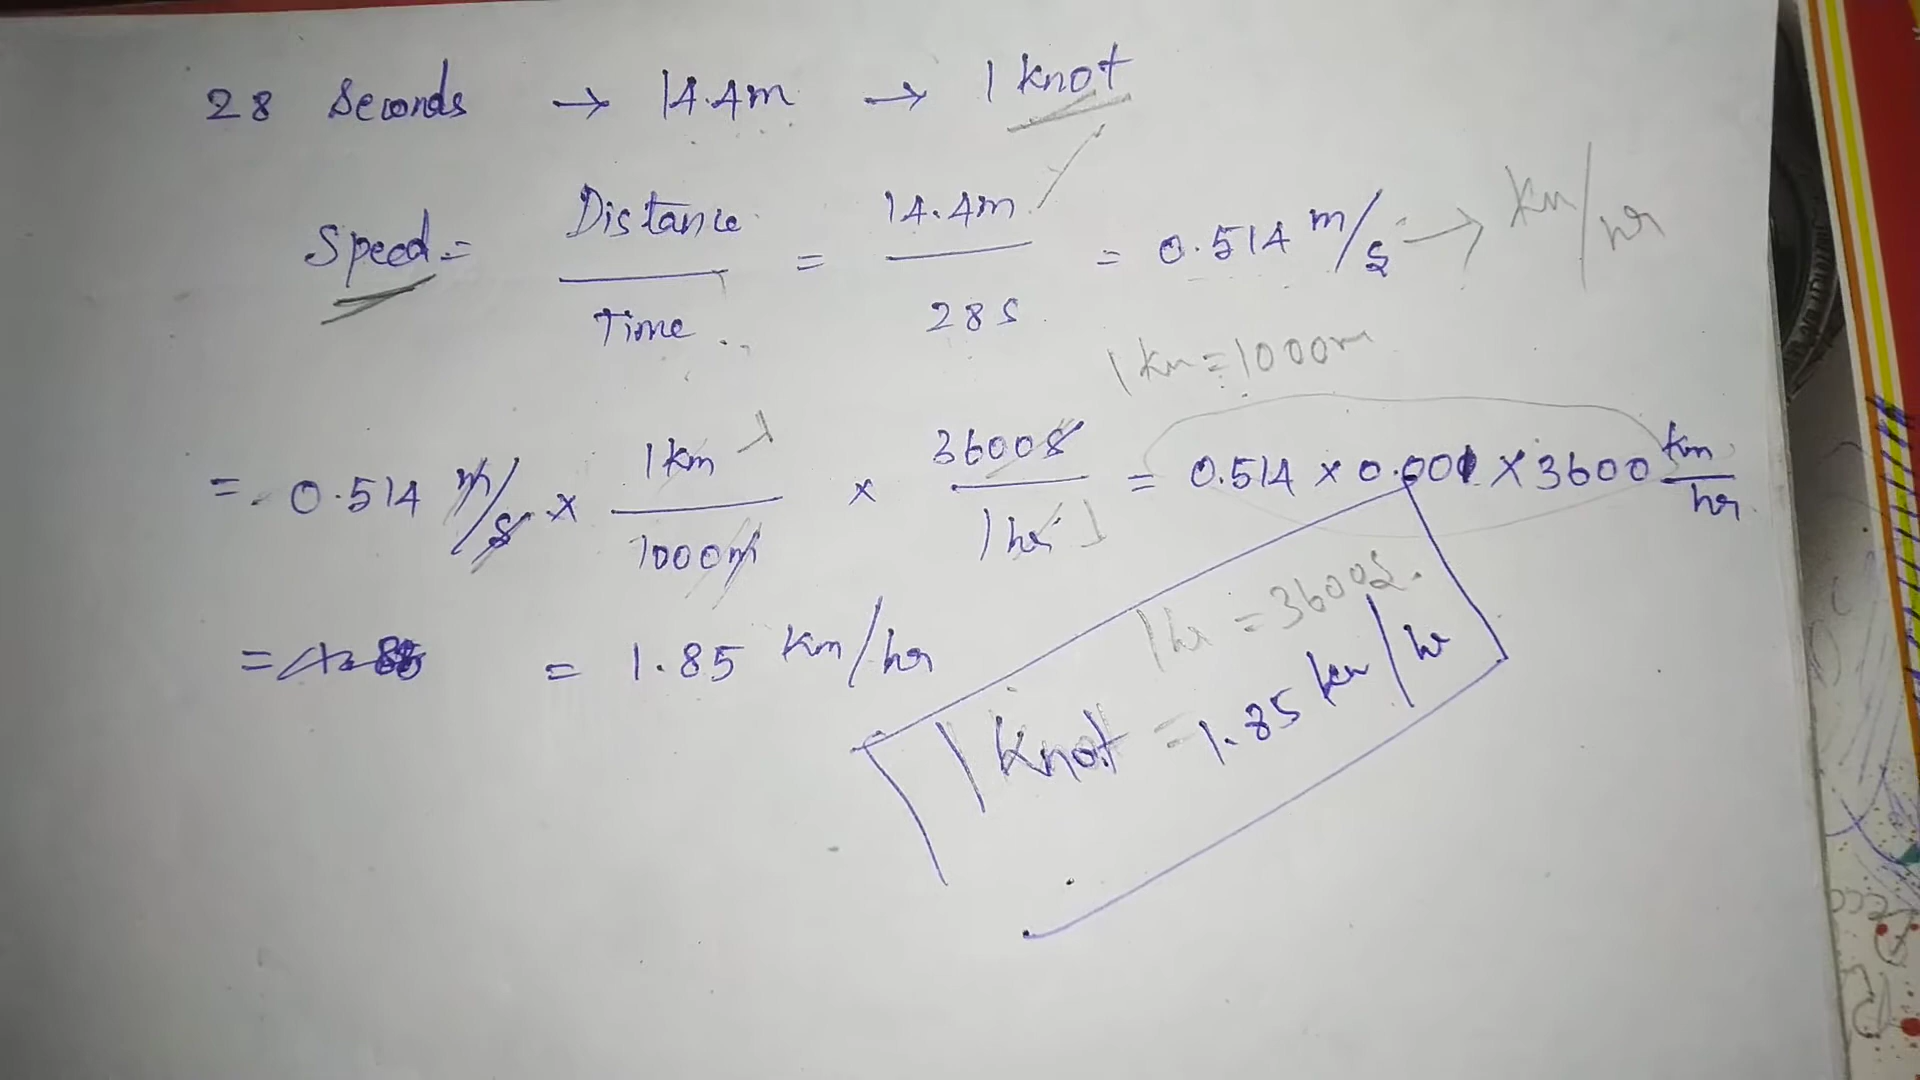 28 Seconds → 14.4m → 1 Knot
Speed = Distance / Time = 14.4m / 28s = 0.514 m/s → km/hr
1 km = 1000m
= 0.514 m/s × 1km / 1000m × 3600s / 1hr = 0.514 × 0.001 × 3600 km/hr
= = 1.85 Km/hr
1hr = 3600s.
1 Knot = 1.85 km/hr